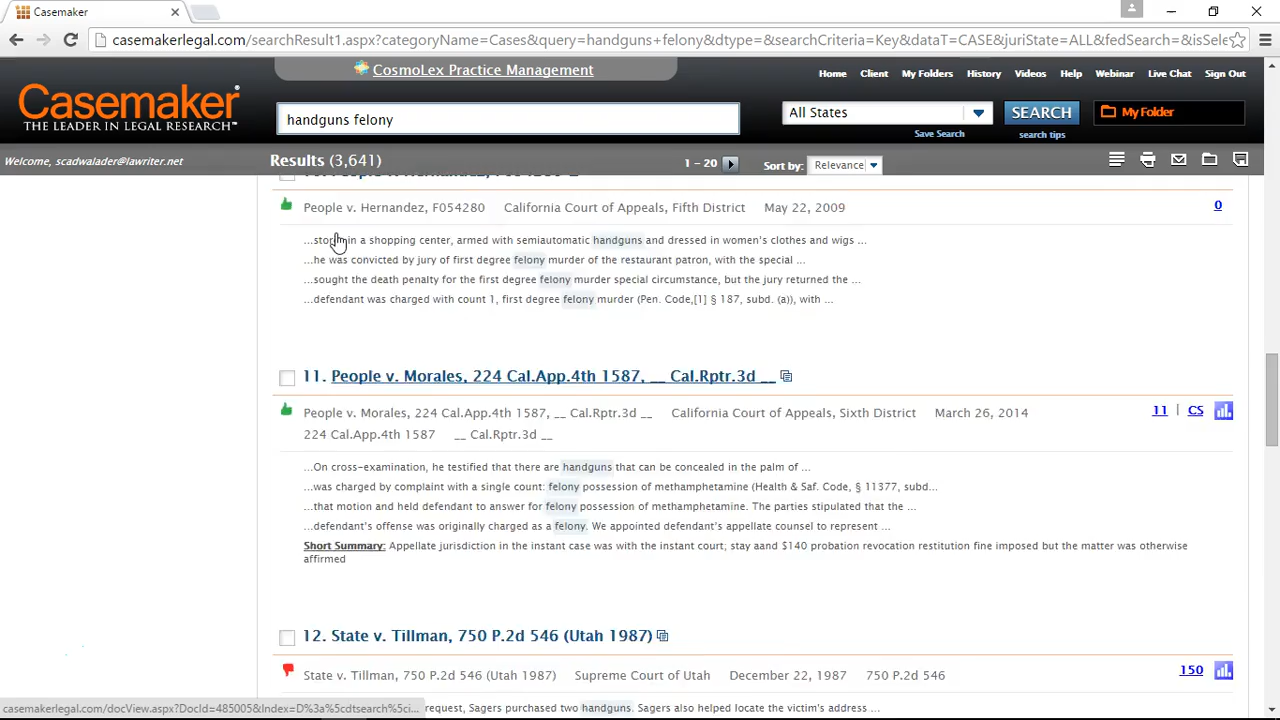 Casemaker
casemakerlegal.com/searchResult1.aspx?categoryName=Cases&query=handguns+felony&dtype=&searchCriteria=Key&dataT=CASE&juriState=ALL&fedSearch=&isSele
CosmoLex Practice Management
Home Client My Folders History Videos Help Webinar Live Chat Sign Out
Casemaker
THE LEADER IN LEGAL RESEARCH
handguns felony
All States
SEARCH
My Folder
Save Search
search tips
Welcome, scadwalader@lawriter.net
Results (3,641)
1 - 20
Sort by: Relevance
People v. Hernandez, F054280 California Court of Appeals, Fifth District May 22, 2009 0
in a shopping center, armed with semiautomatic handguns and dressed in women's clothes and wigs ...
...he was convicted by jury of first degree felony murder of the restaurant patron, with the special ...
...sought the death penalty for the first degree felony murder special circumstance, but the jury returned the ...
...defendant was charged with count 1, first degree felony murder (Pen. Code,[1] § 187, subd. (a)), with ...
11. People v. Morales, 224 Cal.App.4th 1587, __ Cal.Rptr.3d __
People v. Morales, 224 Cal.App.4th 1587, __ Cal.Rptr.3d __ California Court of Appeals, Sixth District March 26, 2014 11 | CS
224 Cal.App.4th 1587 __ Cal.Rptr.3d __
...On cross-examination, he testified that there are handguns that can be concealed in the palm of ...
...was charged by complaint with a single count: felony possession of methamphetamine (Health & Saf. Code, § 11377, subd...
...that motion and held defendant to answer for felony possession of methamphetamine. The parties stipulated that the ...
...defendant's offense was originally charged as a felony. We appointed defendant's appellate counsel to represent ...
Short Summary: Appellate jurisdiction in the instant case was with the instant court; stay aand $140 probation revocation restitution fine imposed but the matter was otherwise
affirmed
12. State v. Tillman, 750 P.2d 546 (Utah 1987)
State v. Tillman, 750 P.2d 546 (Utah 1987) Supreme Court of Utah December 22, 1987 750 P.2d 546 150
request, Sagers purchased two handguns. Sagers also helped locate the victim's address ...
casemakerlegal.com/docView.aspx?DocId=485005&Index=D%3a%5cdtsearch%5ci...